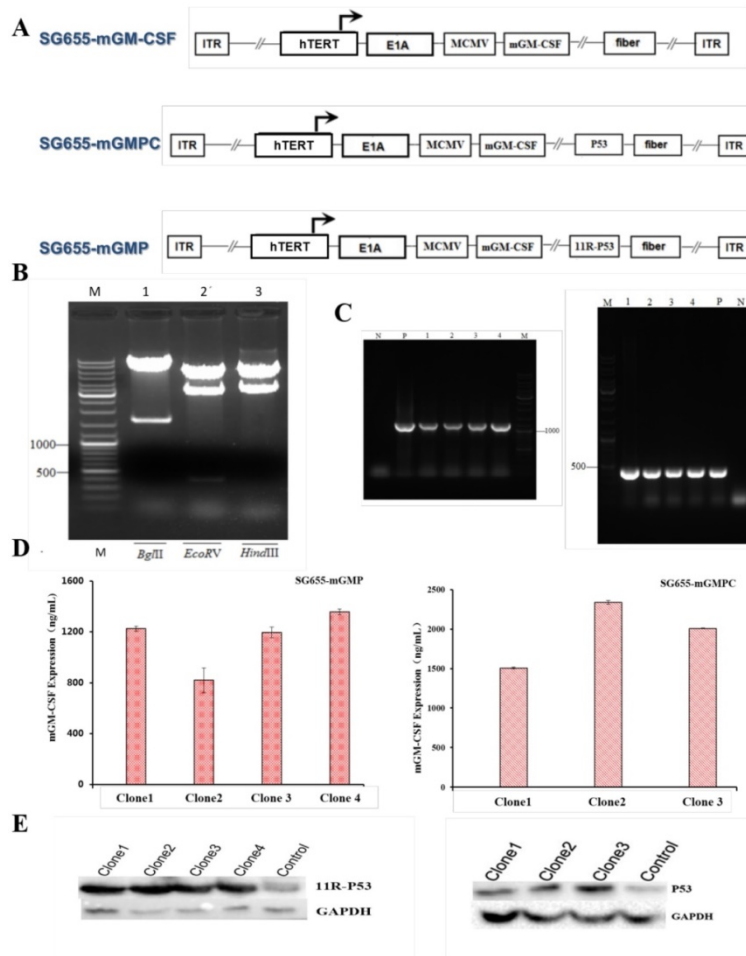 A
SG655-mGM-CSF
ITR hTERT E1A MCMV mGM-CSF fiber ITR
SG655-mGMPC
ITR hTERT E1A MCMV mGM-CSF P53 fiber ITR
SG655-mGMP
ITR hTERT E1A MCMV mGM-CSF 11R-P53 fiber ITR
B
M 1 2 3
1000
500
M BglII EcoRV HindIII
C
N P 1 2 3 4 M
1000
M 1 2 3 4 P N
500
D
SG655-mGMP
mGM-CSF Expression (ng/mL)
1600
1200
800
400
0
Clone1 Clone2 Clone 3 Clone 4
SG655-mGMPC
mGM-CSF Expression (ng/mL)
2500
2000
1500
1000
500
0
Clone1 Clone2 Clone 3
E
Clone1 Clone2 Clone3 Clone4 Control
11R-P53
GAPDH
Clone1 Clone2 Clone3 Control
P53
GAPDH